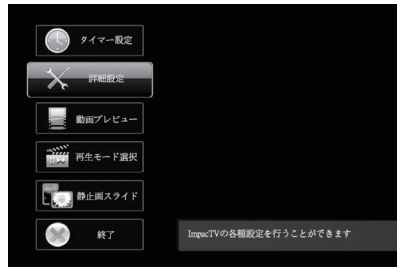 タイマー設定
詳細設定
動画プレビュー
再生モード選択
静止画スライド
終了
ImpacTVの各種設定を行うことができます